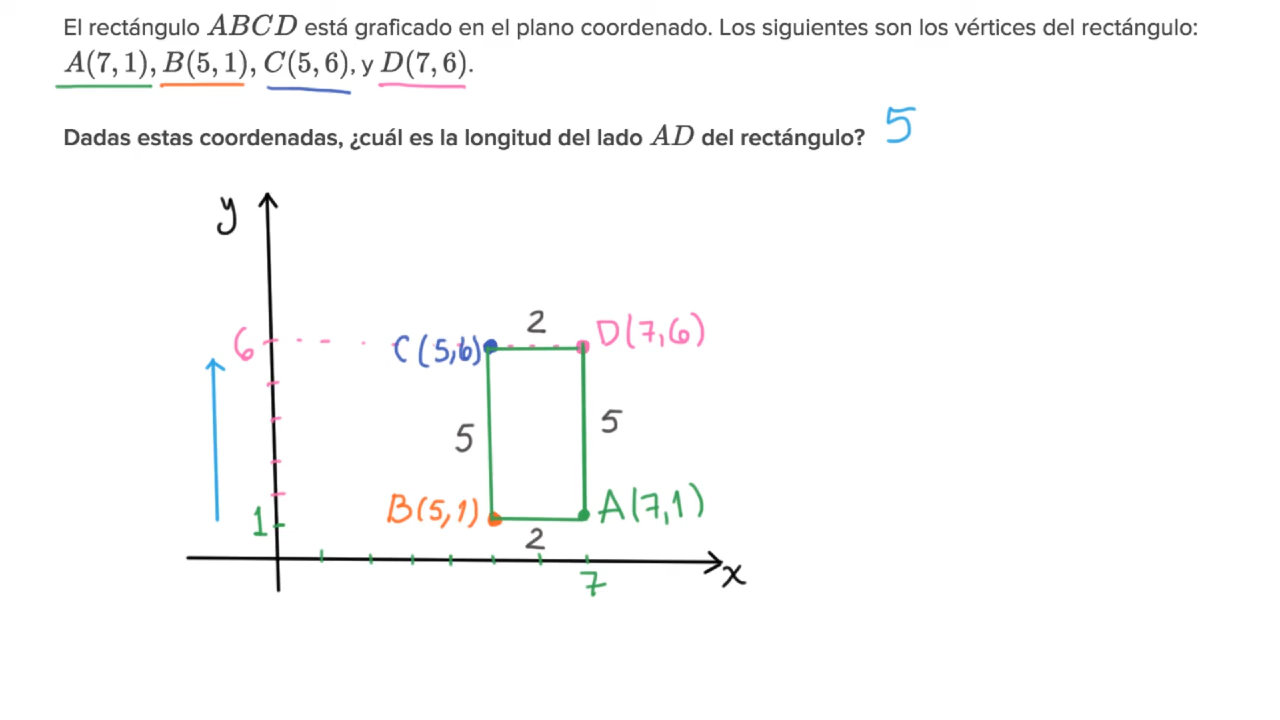 El rectángulo ABCD está graficado en el plano coordenado. Los siguientes son los vértices del rectángulo:
A(7, 1), B(5, 1), C(5, 6), y D(7, 6).
Dadas estas coordenadas, ¿cuál es la longitud del lado AD del rectángulo? 5
y
2
6 C(5,6) D(7,6)
5 5
1 B(5,1) A(7,1)
2
7 x